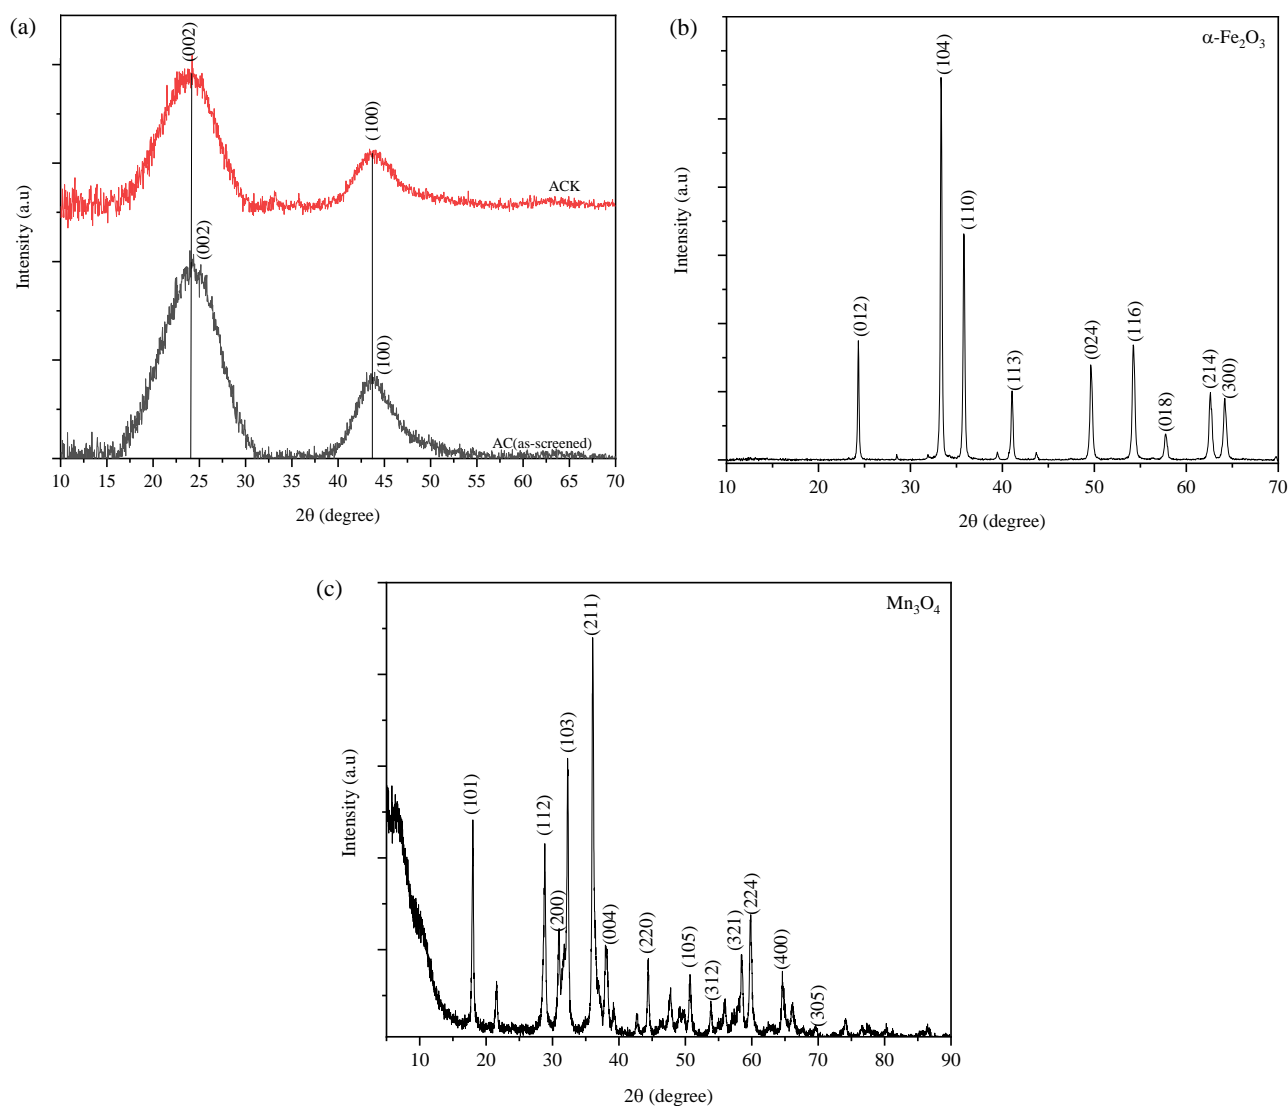 (a)
(002)
(100)
ACK
(002)
(100)
AC(as-screened)
Intensity (a.u)
10 15 20 25 30 35 40 45 50 55 60 65 70
2θ (degree)
(b)
α-Fe₂O₃
(104)
(110)
(012)
(113)
(024)
(116)
(018)
(214)
(300)
Intensity (a.u)
10 20 30 40 50 60 70
2θ (degree)
(c)
Mn₃O₄
(211)
(103)
(101)
(112)
(200)
(004)
(220)
(105)
(312)
(321)
(224)
(400)
(305)
Intensity (a.u)
10 20 30 40 50 60 70 80 90
2θ (degree)